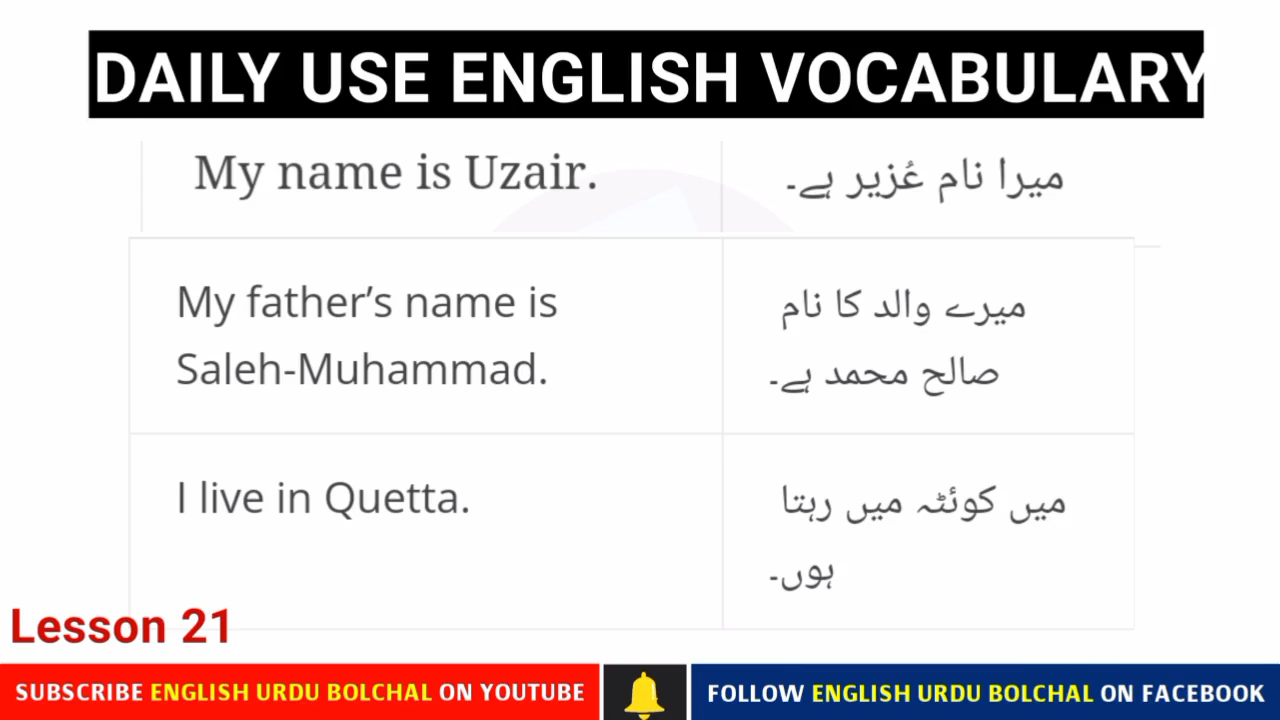 DAILY USE ENGLISH VOCABULARY
My name is Uzair.
میرا نام عُزیر ہے۔
My father’s name is
Saleh-Muhammad.
میرے والد کا نام
صالح محمد ہے۔
I live in Quetta.
میں کوئٹہ میں رہتا
ہوں۔
Lesson 21
SUBSCRIBE ENGLISH URDU BOLCHAL ON YOUTUBE
FOLLOW ENGLISH URDU BOLCHAL ON FACEBOOK